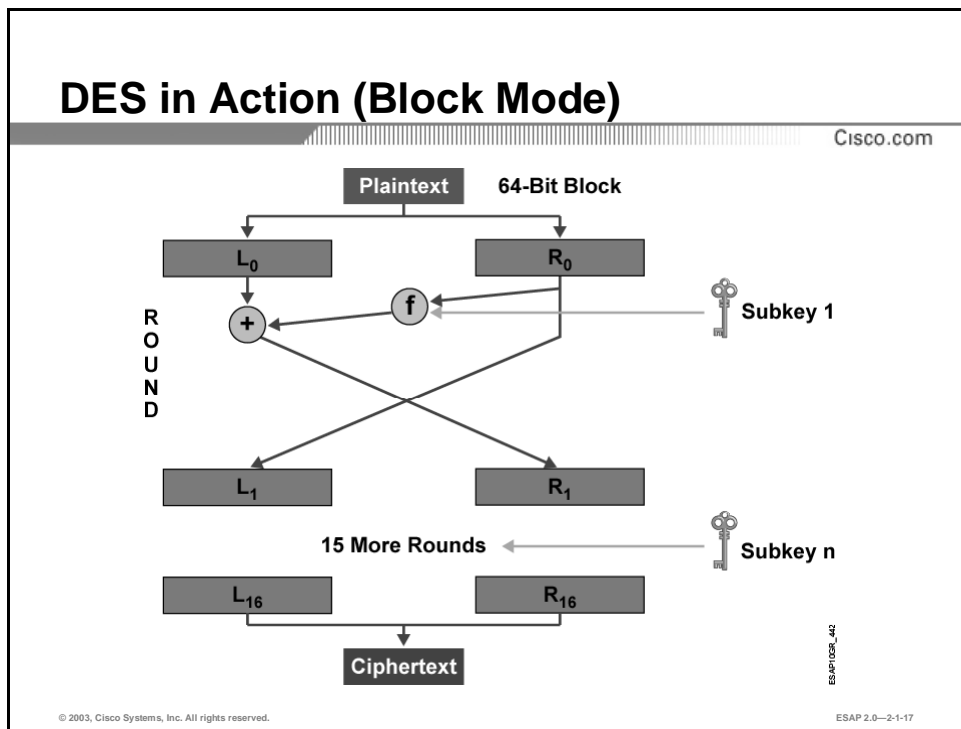 DES in Action (Block Mode)
Cisco.com
Plaintext
64-Bit Block
L0
R0
f
+
Subkey 1
ROUND
L1
R1
15 More Rounds
Subkey n
L16
R16
Ciphertext
ESAP10GR_442
© 2003, Cisco Systems, Inc. All rights reserved.
ESAP 2.0—2-1-17